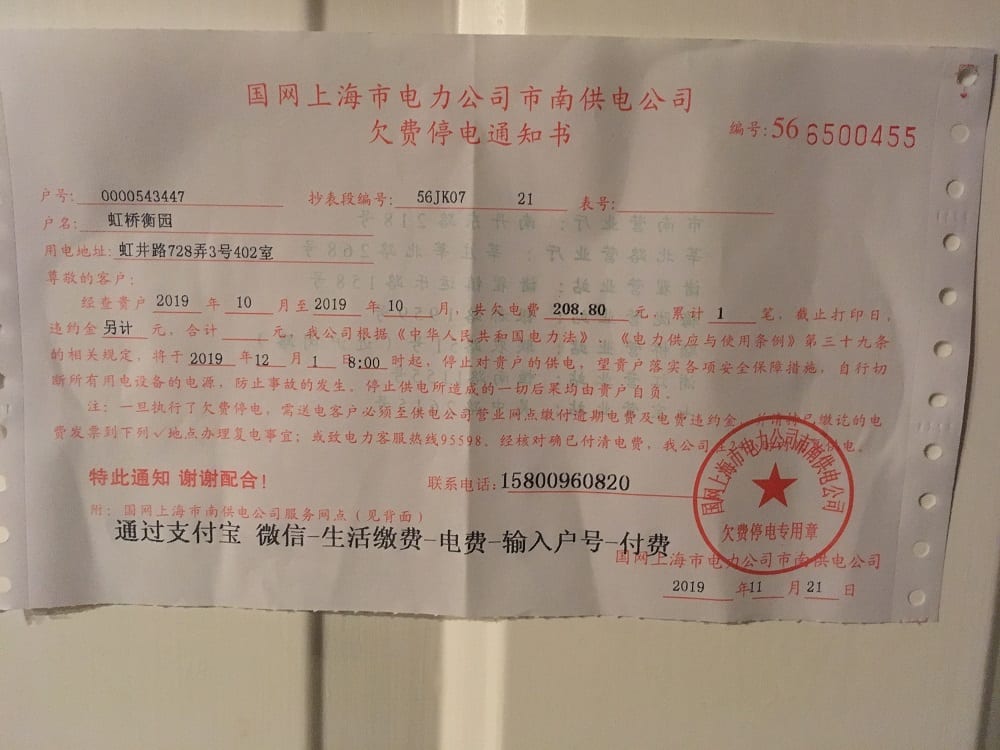 国网上海市电力公司市南供电公司
欠费停电通知书
编号:56 6500455
户号: 0000543447 抄表段编号: 56JK07 21 表号:
户名: 虹桥衡园
用电地址: 虹井路728弄3号402室
尊敬的客户:
经查贵户 2019 年 10 月至 2019 年 10 月,共欠电费 208.80 元,累计 1 笔,截止打印日,
违约金 另计 元,合计 元,我公司根据《中华人民共和国电力法》、《电力供应与使用条例》第三十九条
的相关规定,将于 2019 年 12 月 1 日 8:00 时起,停止对贵户的供电,望贵户落实各项安全保障措施,自行切
断所有用电设备的电源,防止事故的发生。停止供电所造成的一切后果均由贵户自负。
注:一旦执行了欠费停电,需送电客户必须至供电公司营业网点缴付逾期电费及电费违约金,并请持已缴讫的电
费发票到下列✓地点办理复电事宜;或致电力客服热线95598。经核对确已付清电费,我公司 电。
特此通知 谢谢配合!
联系电话: 15800960820
附:国网上海市南供电公司服务网点(见背面)
通过支付宝 微信-生活缴费-电费-输入户号-付费
国网上海市电力公司市南供电公司
欠费停电专用章
国网上海市电力公司市南供电公司
2019 年 11 月 21 日